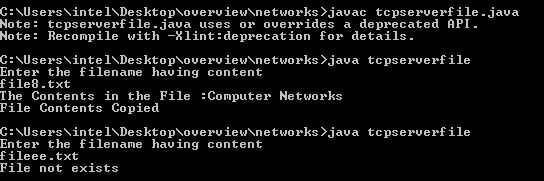 C:\Users\intel\Desktop\overview\networks>javac tcpserverfile.java
Note: tcpserverfile.java uses or overrides a deprecated API.
Note: Recompile with -Xlint:deprecation for details.
C:\Users\intel\Desktop\overview\networks>java tcpserverfile
Enter the filename having content
file8.txt
The Contents in the File :Computer Networks
File Contents Copied
C:\Users\intel\Desktop\overview\networks>java tcpserverfile
Enter the filename having content
fileee.txt
File not exists